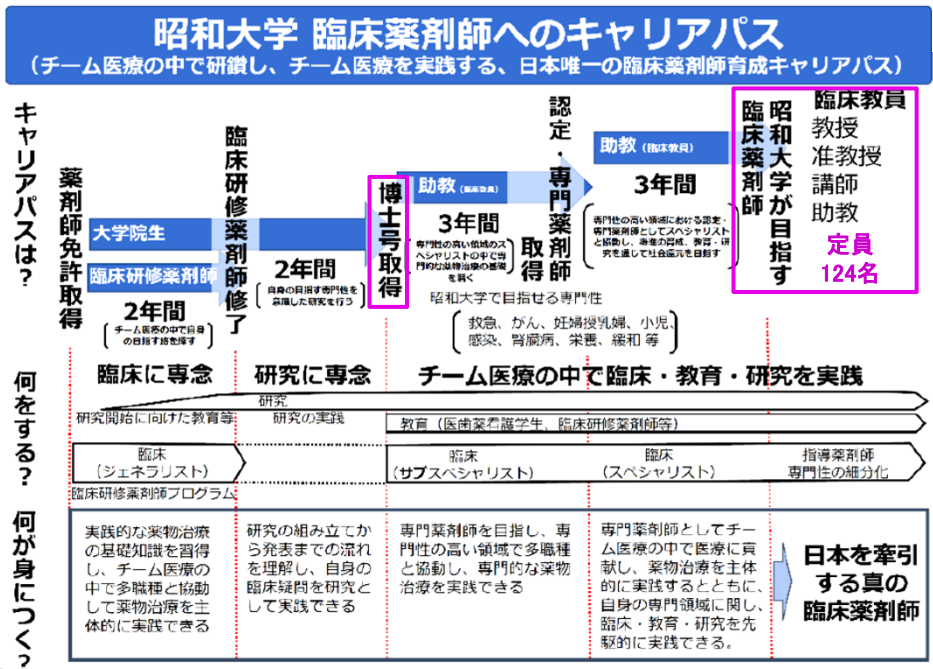 昭和大学 臨床薬剤師へのキャリアパス
（チーム医療の中で研鑽し、チーム医療を実践する、日本唯一の臨床薬剤師育成キャリアパス）
キャリアパスは？
薬剤師免許取得
大学院生
臨床研修薬剤師
2年間
チーム医療の中で自身
の目指す路を探す
臨床研修薬剤師修了
2年間
自身の目指す専門性を
意識した研究を行う
博士号取得
助教（臨床教員）
3年間
専門性の高い領域のス
ペシャリストの中で専
門的な薬物治療の基礎
を築く
認定・専門薬剤師
取得
助教（臨床教員）
3年間
専門性の高い領域における認定・
専門薬剤師としてスペシャリスト
と協働し、後進の育成、教育・研
究を通して社会還元を目指す
昭和大学が目指す
臨床薬剤師
臨床教員
教授
准教授
講師
助教
定員
124名
昭和大学で目指せる専門性
救急、がん、妊婦授乳婦、小児、
感染、腎臓病、栄養、緩和 等
何をする？
臨床に専念
研究に専念
チーム医療の中で臨床・教育・研究を実践
研究
研究開始に向けた教育等
研究の実践
教育（医歯薬看護学生、臨床研修薬剤師等）
臨床
（ジェネラリスト）
臨床
（サブスペシャリスト）
臨床
（スペシャリスト）
指導薬剤師
専門性の細分化
臨床研修薬剤師プログラム
何が身につく？
実践的な薬物治療
の基礎知識を習得
し、チーム医療の
中で多職種と協働
して薬物治療を主
体的に実践できる
研究の組み立てか
ら発表までの流れ
を理解し、自身の
臨床疑問を研究と
して実践できる
専門薬剤師を目指し、専
門性の高い領域で多職種
と協働し、専門的な薬物
治療を実践できる
専門薬剤師としてチー
ム医療の中で医療に貢
献し、薬物治療を主体
的に実践するとともに、
自身の専門領域に関し、
臨床・教育・研究を先
駆的に実践できる。
日本を牽引
する真の
臨床薬剤師